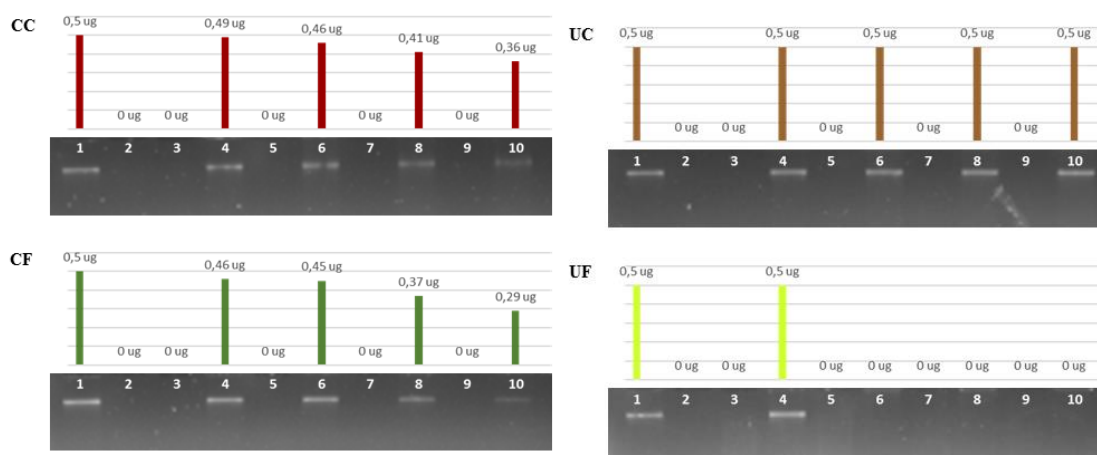 CC
0,5 ug 0,49 ug 0,46 ug 0,41 ug 0,36 ug
0 ug 0 ug 0 ug 0 ug 0 ug
1 2 3 4 5 6 7 8 9 10
UC
0,5 ug 0,5 ug 0,5 ug 0,5 ug 0,5 ug
0 ug 0 ug 0 ug 0 ug 0 ug
1 2 3 4 5 6 7 8 9 10
CF
0,5 ug 0,46 ug 0,45 ug 0,37 ug 0,29 ug
0 ug 0 ug 0 ug 0 ug 0 ug
1 2 3 4 5 6 7 8 9 10
UF
0,5 ug 0,5 ug
0 ug 0 ug 0 ug 0 ug 0 ug 0 ug 0 ug 0 ug
1 2 3 4 5 6 7 8 9 10